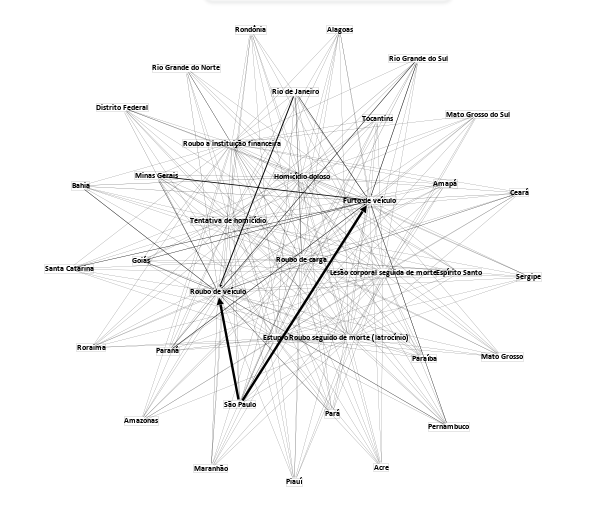 Rondônia
Alagoas
Rio Grande do Sul
Rio Grande do Norte
Rio de Janeiro
Distrito Federal
Mato Grosso do Sul
Tocantins
Roubo a instituição financeira
Minas Gerais
Homicídio doloso
Bahia
Amapá
Ceará
Furto de veículo
Tentativa de homicídio
Goiás
Roubo de carga
Santa Catarina
Lesão corporal seguida de morte
Espírito Santo
Sergipe
Roubo de veículo
Estupro
Roubo seguido de morte (latrocínio)
Roraima
Paraná
Paraíba
Mato Grosso
São Paulo
Pará
Amazonas
Pernambuco
Maranhão
Acre
Piauí